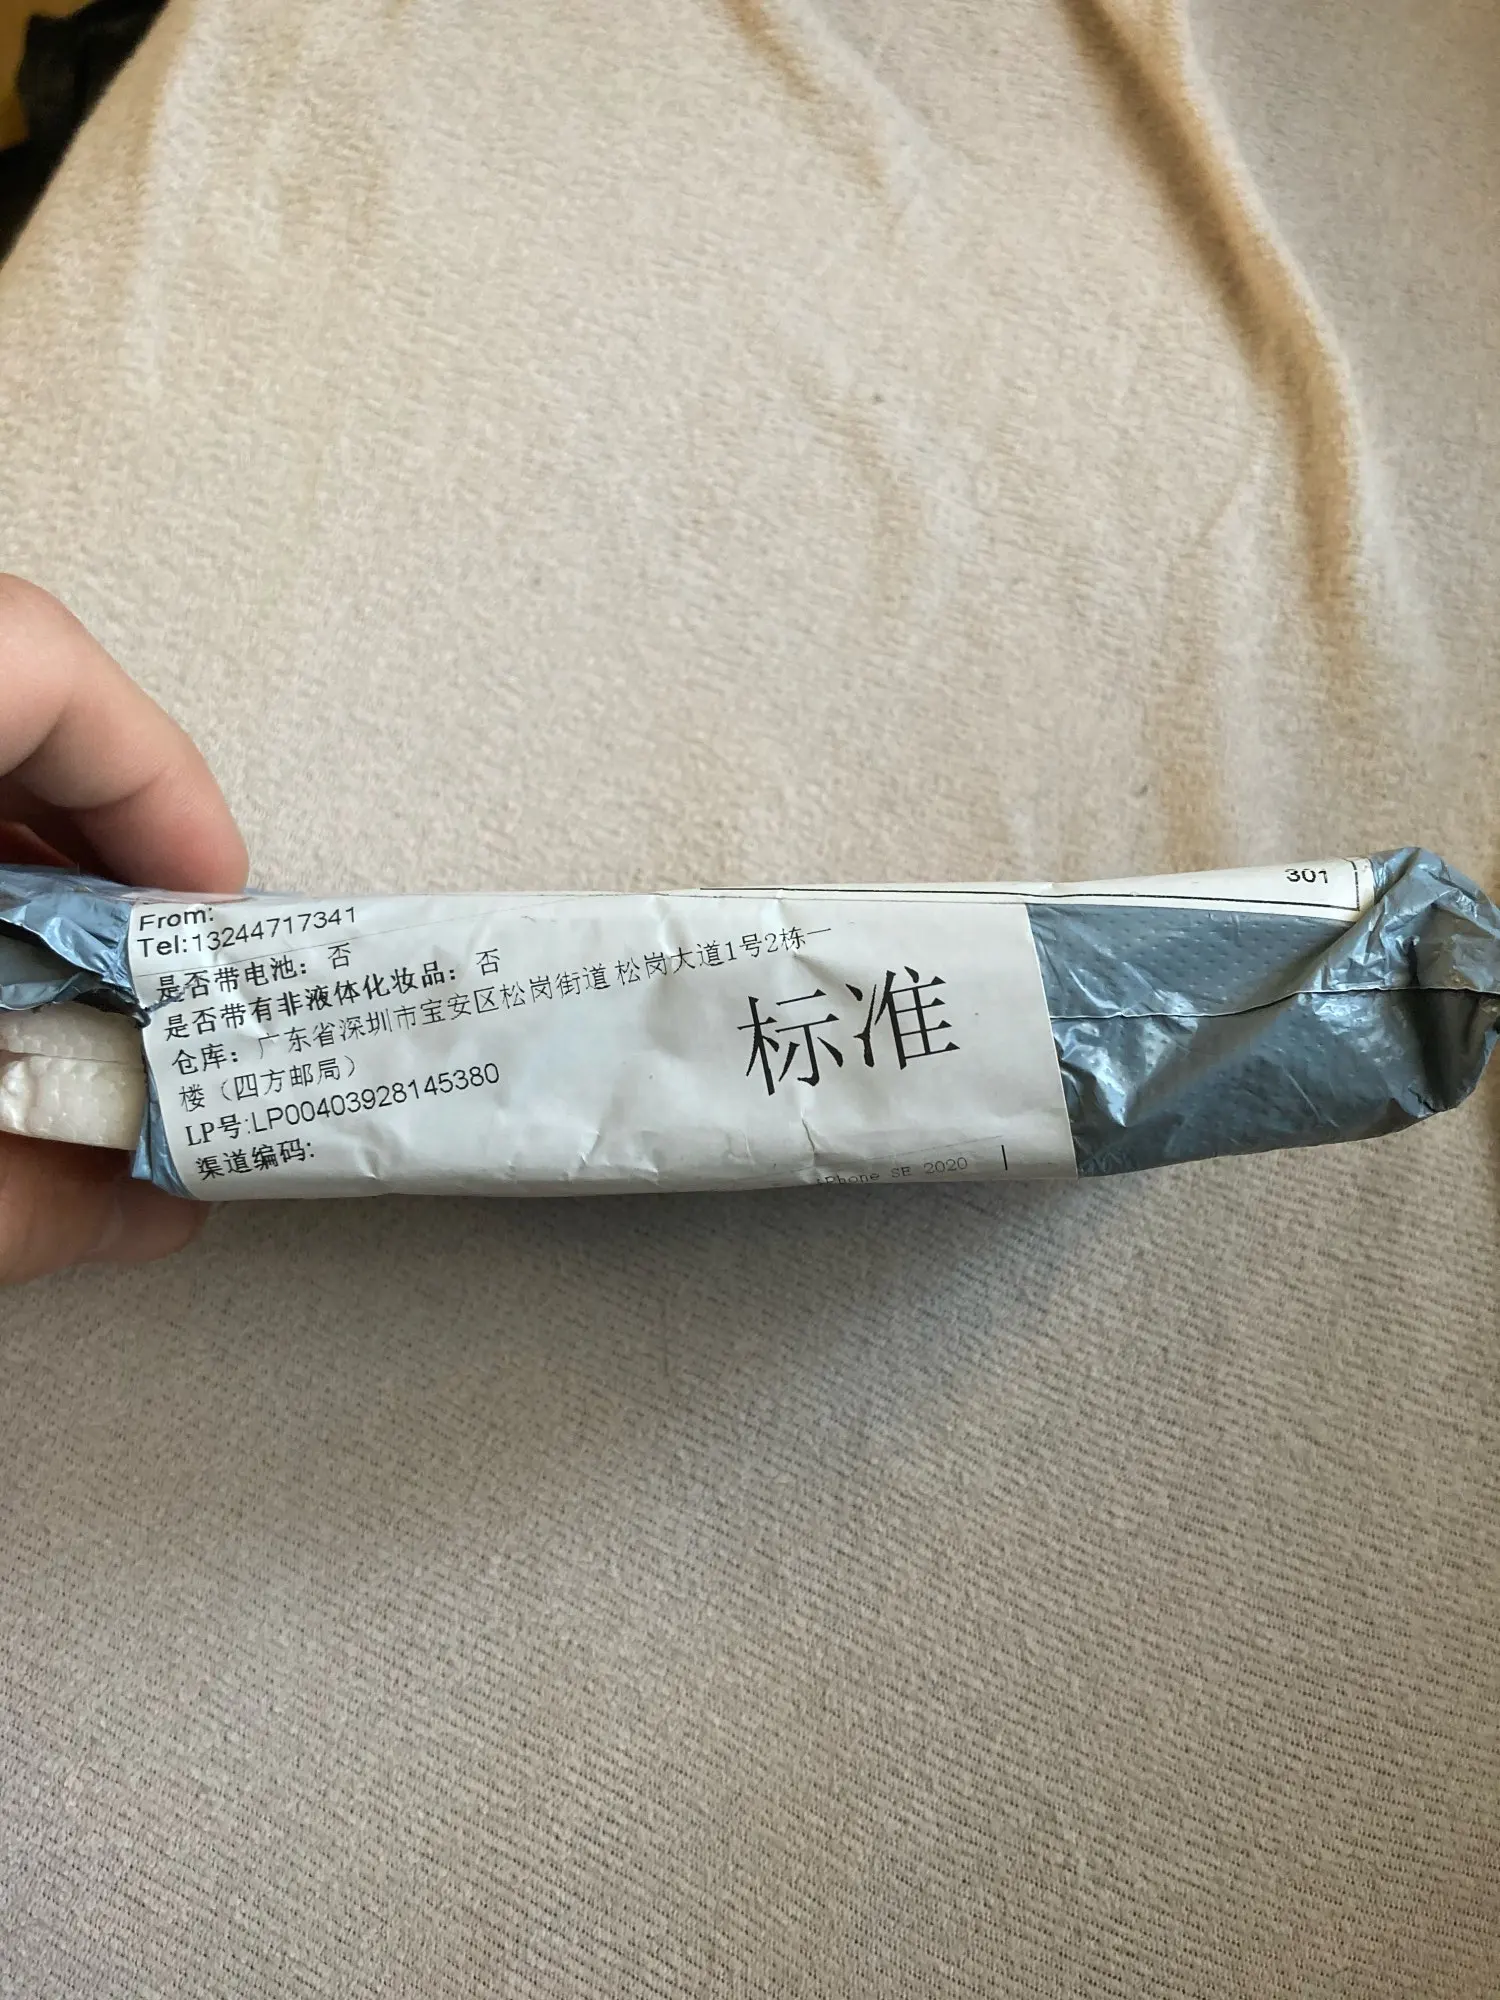 301
From:
Tel:13244717341
是否带电池：否
是否带有非液体化妆品：否
仓库：广东省深圳市宝安区松岗街道 松岗大道1号2栋一
楼（四方邮局）
LP号:LP00403928145380
渠道编码:
标准
iPhone SE 2020